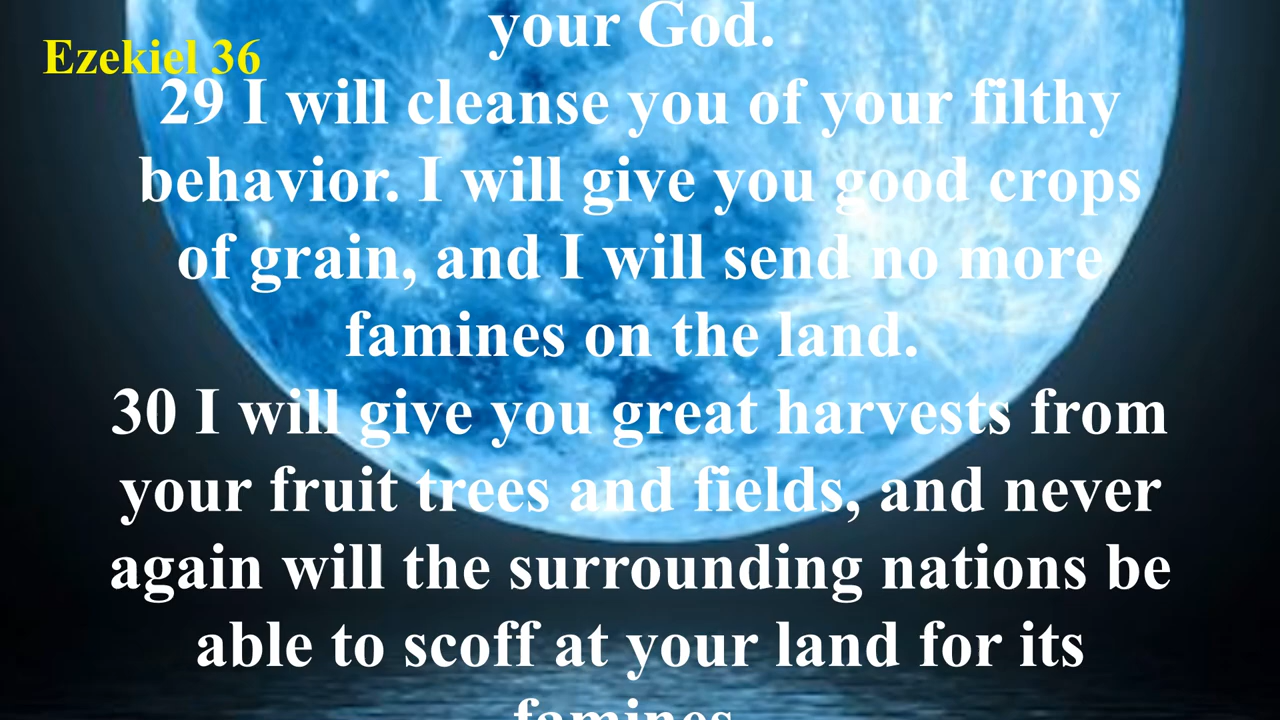 your God.
Ezekiel 36
29 I will cleanse you of your filthy
behavior. I will give you good crops
of grain, and I will send no more
famines on the land.
30 I will give you great harvests from
your fruit trees and fields, and never
again will the surrounding nations be
able to scoff at your land for its
famines.